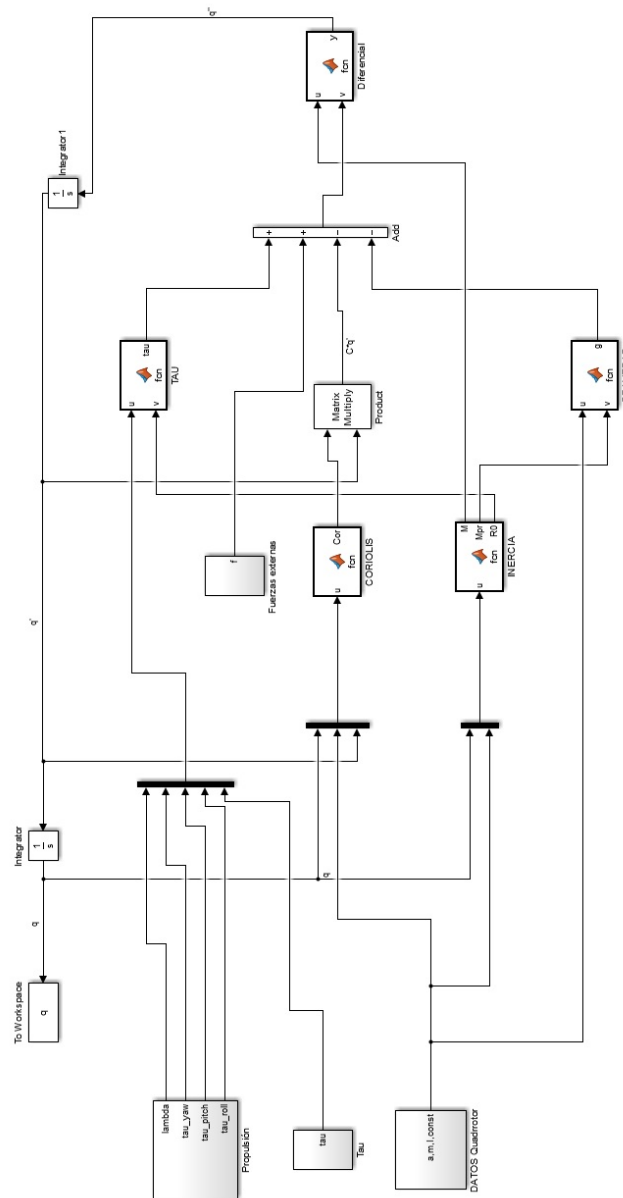 q
To Workspace
q
1
s
Integrator
q'
1
s
Integrator1
q''
lambda
tau_yaw
tau_pitch
tau_roll
Propulsión
u
v
fcn
tau
TAU
f
Fuerzas externas
tau
Tau
q
u
fcn
Cor
CORIOLIS
Matrix
Multiply
Product
C*q'
+
+
−
−
Add
u
v
fcn
y
Diferencial
a,m,l,const
DATOS Quadrirotor
u
fcn
M
Mpr
R0
INERCIA
u
v
fcn
g